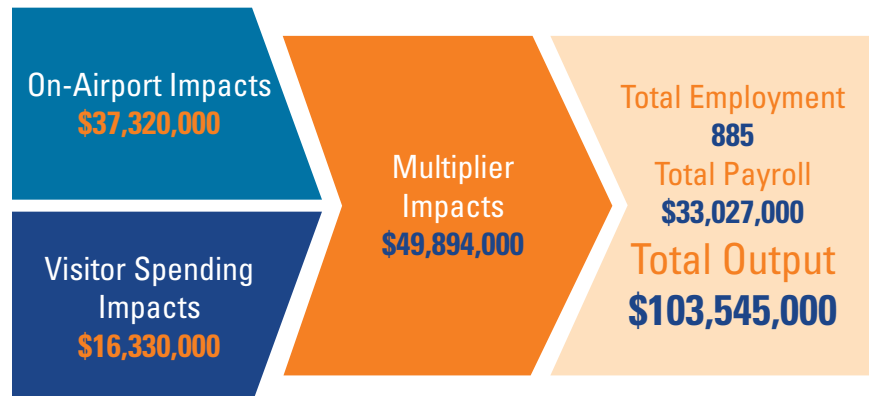 On-Airport Impacts
$37,320,000
Visitor Spending
Impacts
$16,330,000
Multiplier
Impacts
$49,894,000
Total Employment
885
Total Payroll
$33,027,000
Total Output
$103,545,000